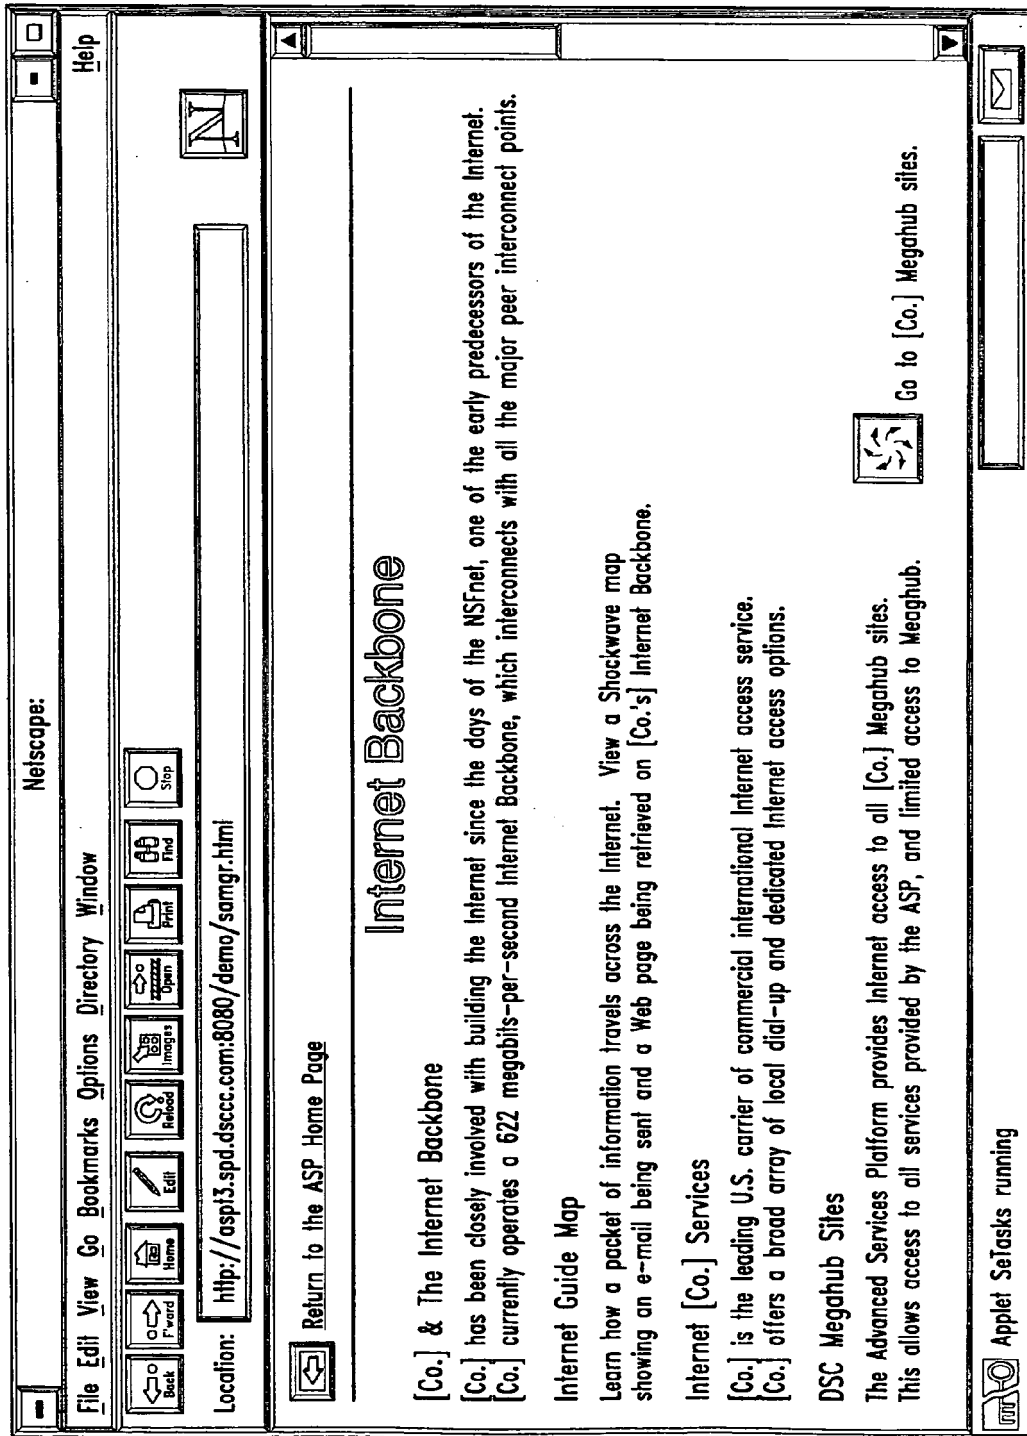 Netscape:
File Edit View Go Bookmarks Options Directory Window Help
Back F'ward Home Edit Reload Images Open Print Find Stop
Location: http://aspt3.spd.dsccc.com:8080/demo/samgr.html
N
Return to the ASP Home Page
Internet Backbone
[Co.] & The Internet Backbone
[Co.] has been closely involved with building the Internet since the days of the NSFnet, one of the early predecessors of the Internet.
[Co.] currently operates a 622 megabits-per-second Internet Backbone, which interconnects with all the major peer interconnect points.
Internet Guide Map
Learn how a packet of information travels across the Internet. View a Shockwave map
showing an e-mail being sent and a Web page being retrieved on [Co.'s] Internet Backbone.
Internet [Co.] Services
[Co.] is the leading U.S. carrier of commercial international Internet access service.
[Co.] offers a broad array of local dial-up and dedicated Internet access options.
DSC Megahub Sites
The Advanced Services Platform provides Internet access to all [Co.] Megahub sites.
This allows access to all services provided by the ASP, and limited access to Meaghub.
Go to [Co.] Megahub sites.
Applet SeTasks running